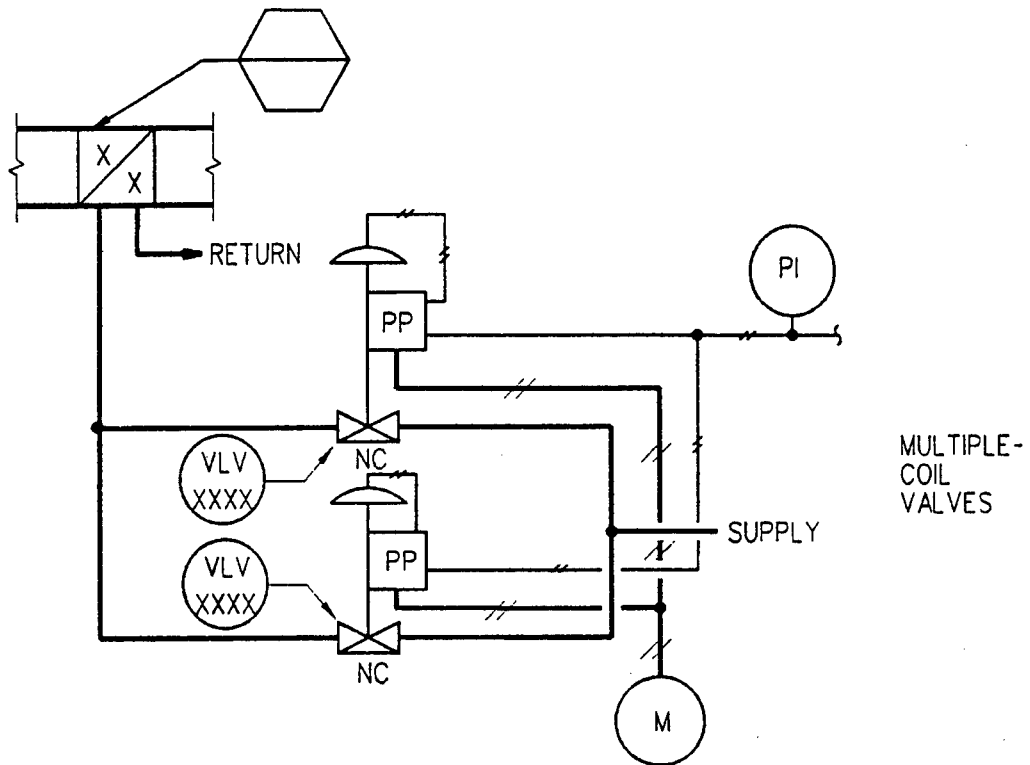 X
X
RETURN
PI
PP
NC
VLV
XXXX
MULTIPLE-
COIL
VALVES
SUPPLY
PP
VLV
XXXX
NC
M